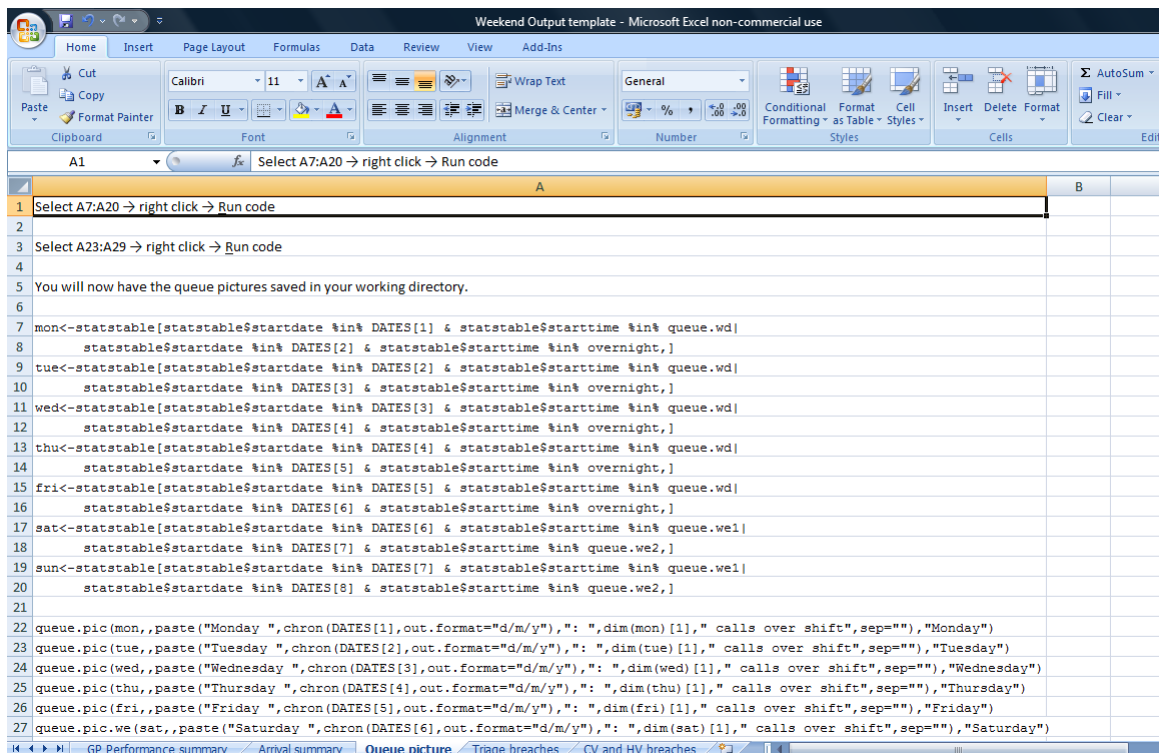 Weekend Output template - Microsoft Excel non-commercial use
Home Insert Page Layout Formulas Data Review View Add-Ins
Paste
Cut
Copy
Format Painter
Clipboard
Calibri 11 A A
B I U A
Font
Wrap Text
Merge & Center
Alignment
General
% , .0 .00 .00 .0
Number
Conditional Formatting
Format as Table
Cell Styles
Styles
Insert Delete Format
Cells
Σ AutoSum
Fill
Clear
Edi
A1 fx Select A7:A20 → right click → Run code
A B
1 Select A7:A20 → right click → Run code
2
3 Select A23:A29 → right click → Run code
4
5 You will now have the queue pictures saved in your working directory.
6
7 mon<-statstable[statstable$startdate %in% DATES[1] & statstable$starttime %in% queue.wd|
8 statstable$startdate %in% DATES[2] & statstable$starttime %in% overnight,]
9 tue<-statstable[statstable$startdate %in% DATES[2] & statstable$starttime %in% queue.wd|
10 statstable$startdate %in% DATES[3] & statstable$starttime %in% overnight,]
11 wed<-statstable[statstable$startdate %in% DATES[3] & statstable$starttime %in% queue.wd|
12 statstable$startdate %in% DATES[4] & statstable$starttime %in% overnight,]
13 thu<-statstable[statstable$startdate %in% DATES[4] & statstable$starttime %in% queue.wd|
14 statstable$startdate %in% DATES[5] & statstable$starttime %in% overnight,]
15 fri<-statstable[statstable$startdate %in% DATES[5] & statstable$starttime %in% queue.wd|
16 statstable$startdate %in% DATES[6] & statstable$starttime %in% overnight,]
17 sat<-statstable[statstable$startdate %in% DATES[6] & statstable$starttime %in% queue.we1|
18 statstable$startdate %in% DATES[7] & statstable$starttime %in% queue.we2,]
19 sun<-statstable[statstable$startdate %in% DATES[7] & statstable$starttime %in% queue.we1|
20 statstable$startdate %in% DATES[8] & statstable$starttime %in% queue.we2,]
21
22 queue.pic(mon,,paste("Monday ",chron(DATES[1],out.format="d/m/y"),": ",dim(mon)[1]," calls over shift",sep=""),"Monday")
23 queue.pic(tue,,paste("Tuesday ",chron(DATES[2],out.format="d/m/y"),": ",dim(tue)[1]," calls over shift",sep=""),"Tuesday")
24 queue.pic(wed,,paste("Wednesday ",chron(DATES[3],out.format="d/m/y"),": ",dim(wed)[1]," calls over shift",sep=""),"Wednesday")
25 queue.pic(thu,,paste("Thursday ",chron(DATES[4],out.format="d/m/y"),": ",dim(thu)[1]," calls over shift",sep=""),"Thursday")
26 queue.pic(fri,,paste("Friday ",chron(DATES[5],out.format="d/m/y"),": ",dim(fri)[1]," calls over shift",sep=""),"Friday")
27 queue.pic.we(sat,,paste("Saturday ",chron(DATES[6],out.format="d/m/y"),": ",dim(sat)[1]," calls over shift",sep=""),"Saturday")
GP Performance summary Arrival summary Queue picture Triage breaches CV and HV breaches